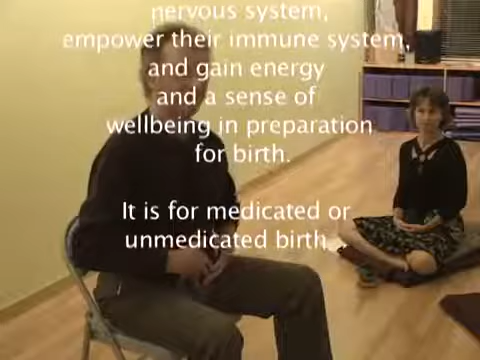 nervous system,
empower their immune system,
and gain energy
and a sense of
wellbeing in preparation
for birth.
It is for medicated or
unmedicated birth...